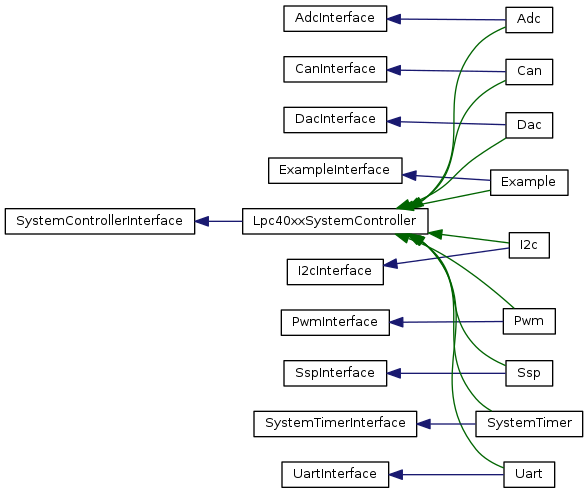 AdcInterface
Adc
CanInterface
Can
DacInterface
Dac
ExampleInterface
Example
SystemControllerInterface
Lpc40xxSystemController
I2c
I2cInterface
PwmInterface
Pwm
SspInterface
Ssp
SystemTimerInterface
SystemTimer
UartInterface
Uart